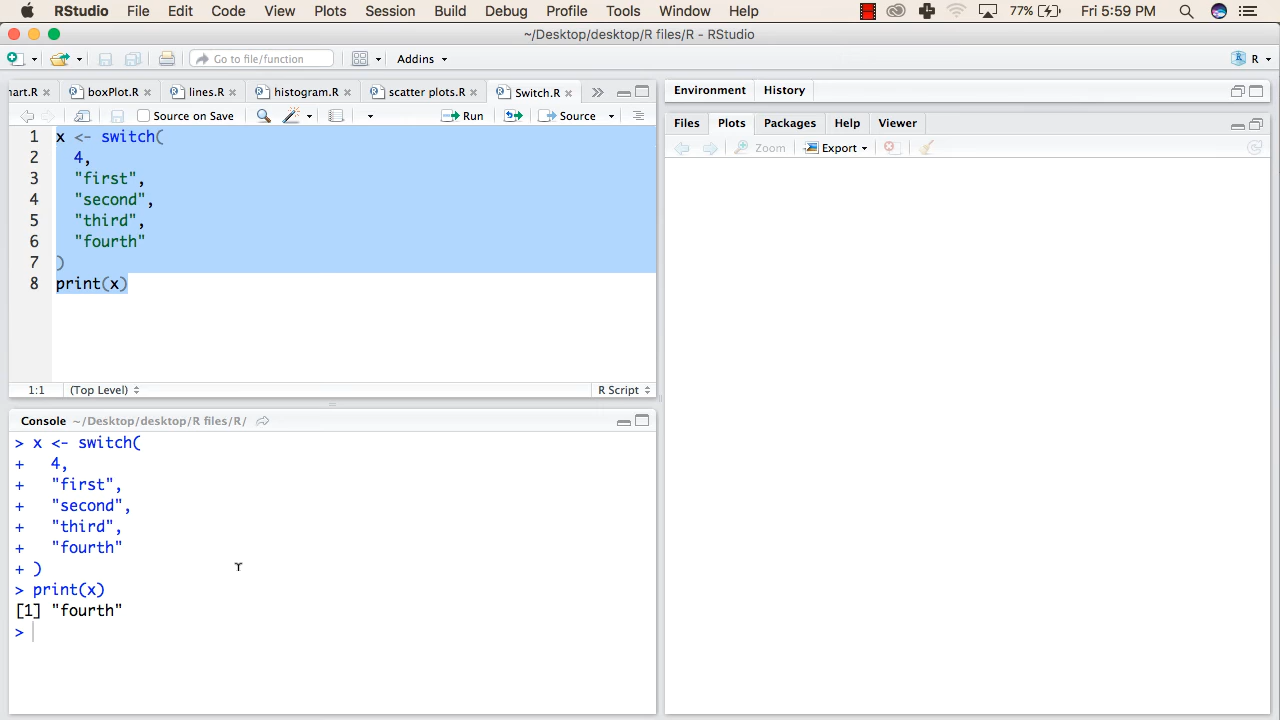 RStudio File Edit Code View Plots Session Build Debug Profile Tools Window Help 77% Fri 5:59 PM
~/Desktop/desktop/R files/R - RStudio
Go to file/function Addins R
hart.R boxPlot.R lines.R histogram.R scatter plots.R Switch.R
Source on Save Run Source
1 x <- switch(
2 4,
3 "first",
4 "second",
5 "third",
6 "fourth"
7 )
8 print(x)
1:1 (Top Level) R Script
Console ~/Desktop/desktop/R files/R/
> x <- switch(
+ 4,
+ "first",
+ "second",
+ "third",
+ "fourth"
+ )
> print(x)
[1] "fourth"
>
Environment History
Files Plots Packages Help Viewer
Zoom Export